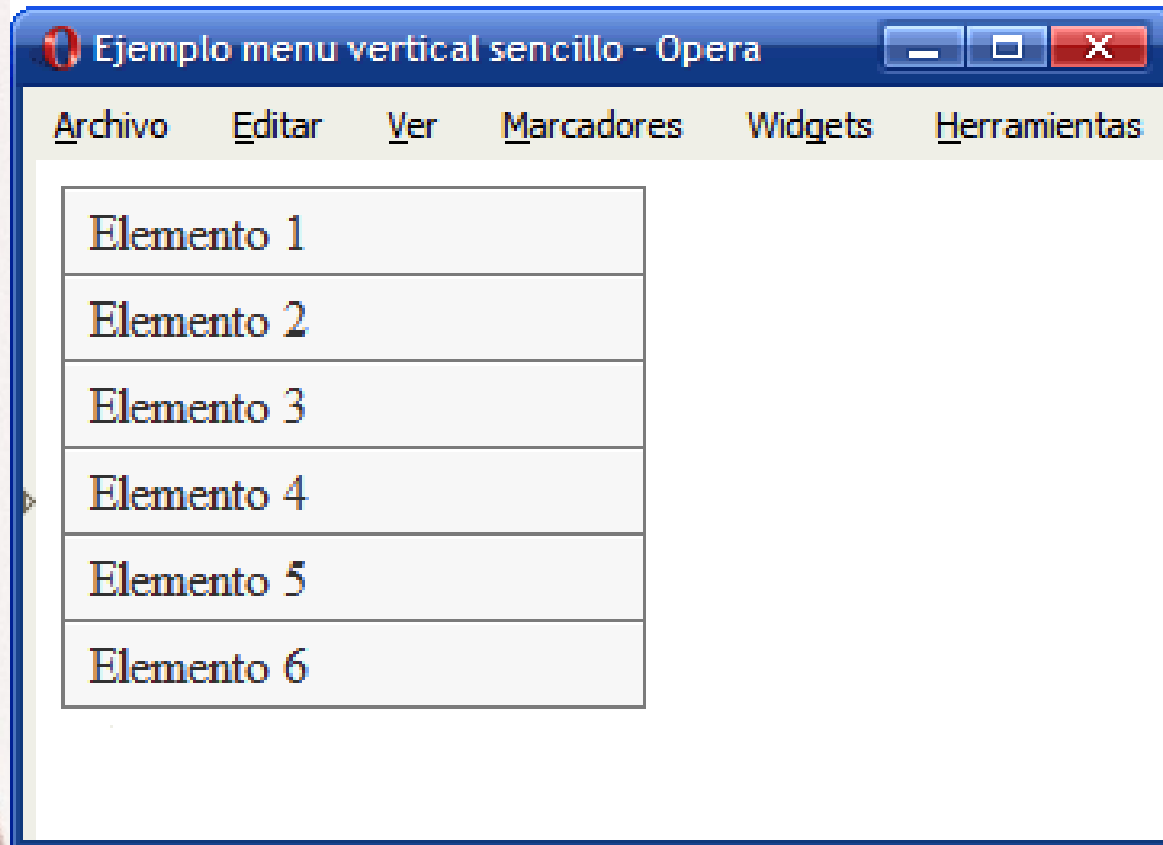 Ejemplo menu vertical sencillo - Opera
Archivo Editar Ver Marcadores Widgets Herramientas
Elemento 1
Elemento 2
Elemento 3
Elemento 4
Elemento 5
Elemento 6